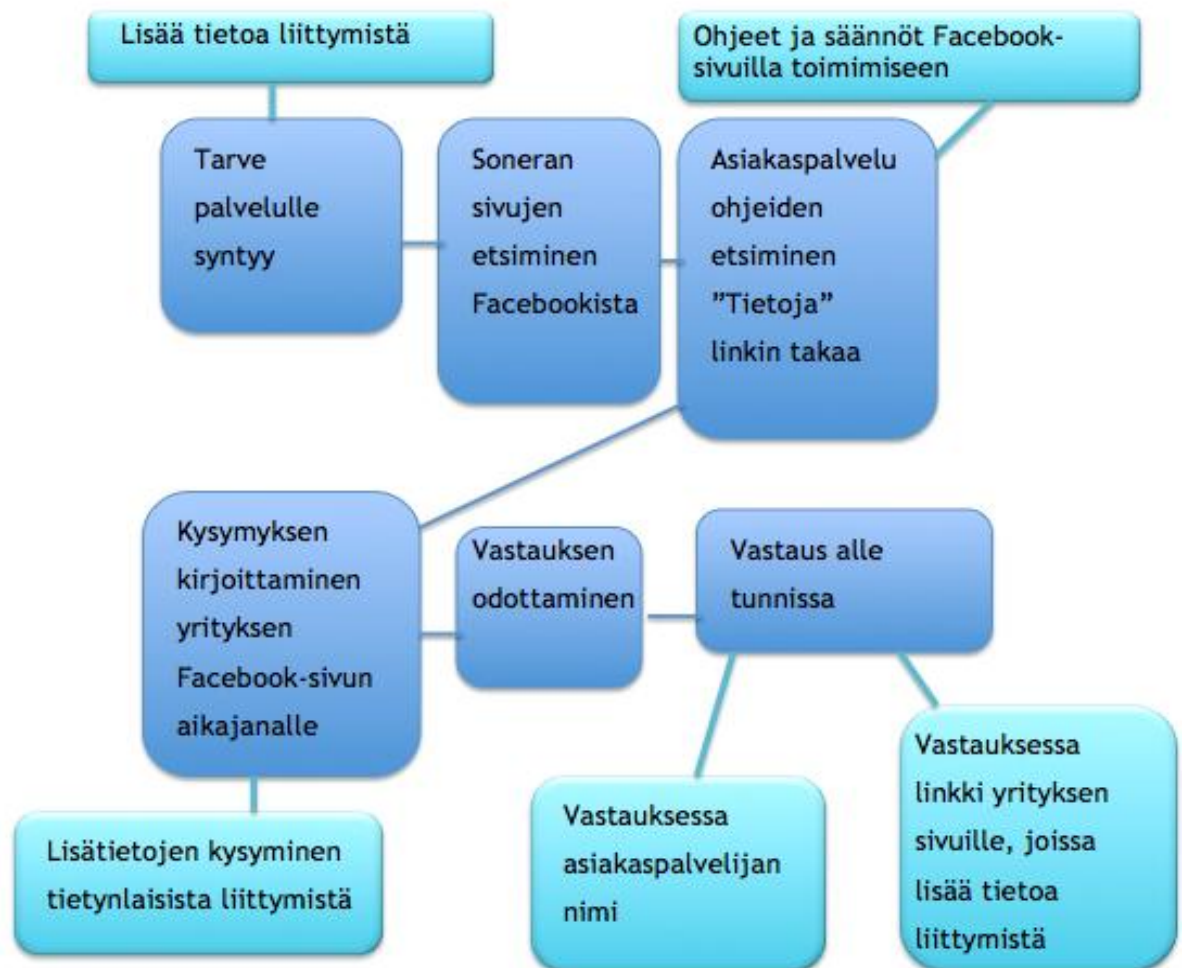 Lisää tietoa liittymistä
Ohjeet ja säännöt Facebook-
sivuilla toimimiseen
Tarve
palvelulle
syntyy
Soneran
sivujen
etsiminen
Facebookista
Asiakaspalvelu
ohjeiden
etsiminen
”Tietoja”
linkin takaa
Kysymyksen
kirjoittaminen
yrityksen
Facebook-sivun
aikajanalle
Vastauksen
odottaminen
Vastaus alle
tunnissa
Lisätietojen kysyminen
tietynlaisista liittymistä
Vastauksessa
asiakaspalvelijan
nimi
Vastauksessa
linkki yrityksen
sivuille, joissa
lisää tietoa
liittymistä